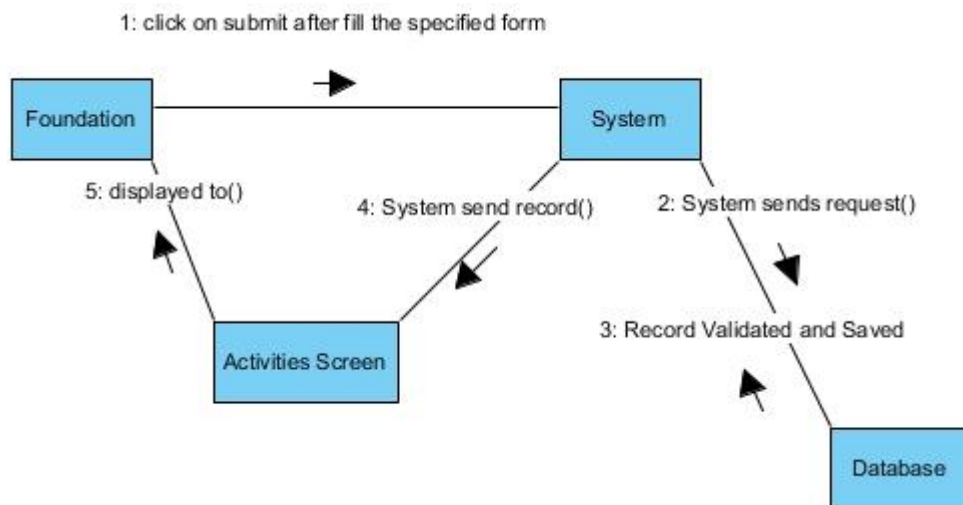 1: click on submit after fill the specified form
Foundation
System
5: displayed to()
4: System send record()
2: System sends request()
3: Record Validated and Saved
Activities Screen
Database